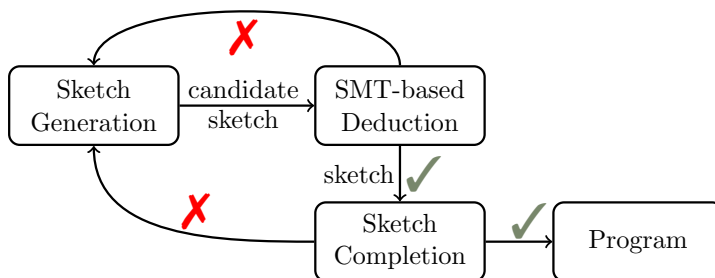 Sketch
Generation
candidate
sketch
SMT-based
Deduction
sketch
Sketch
Completion
Program